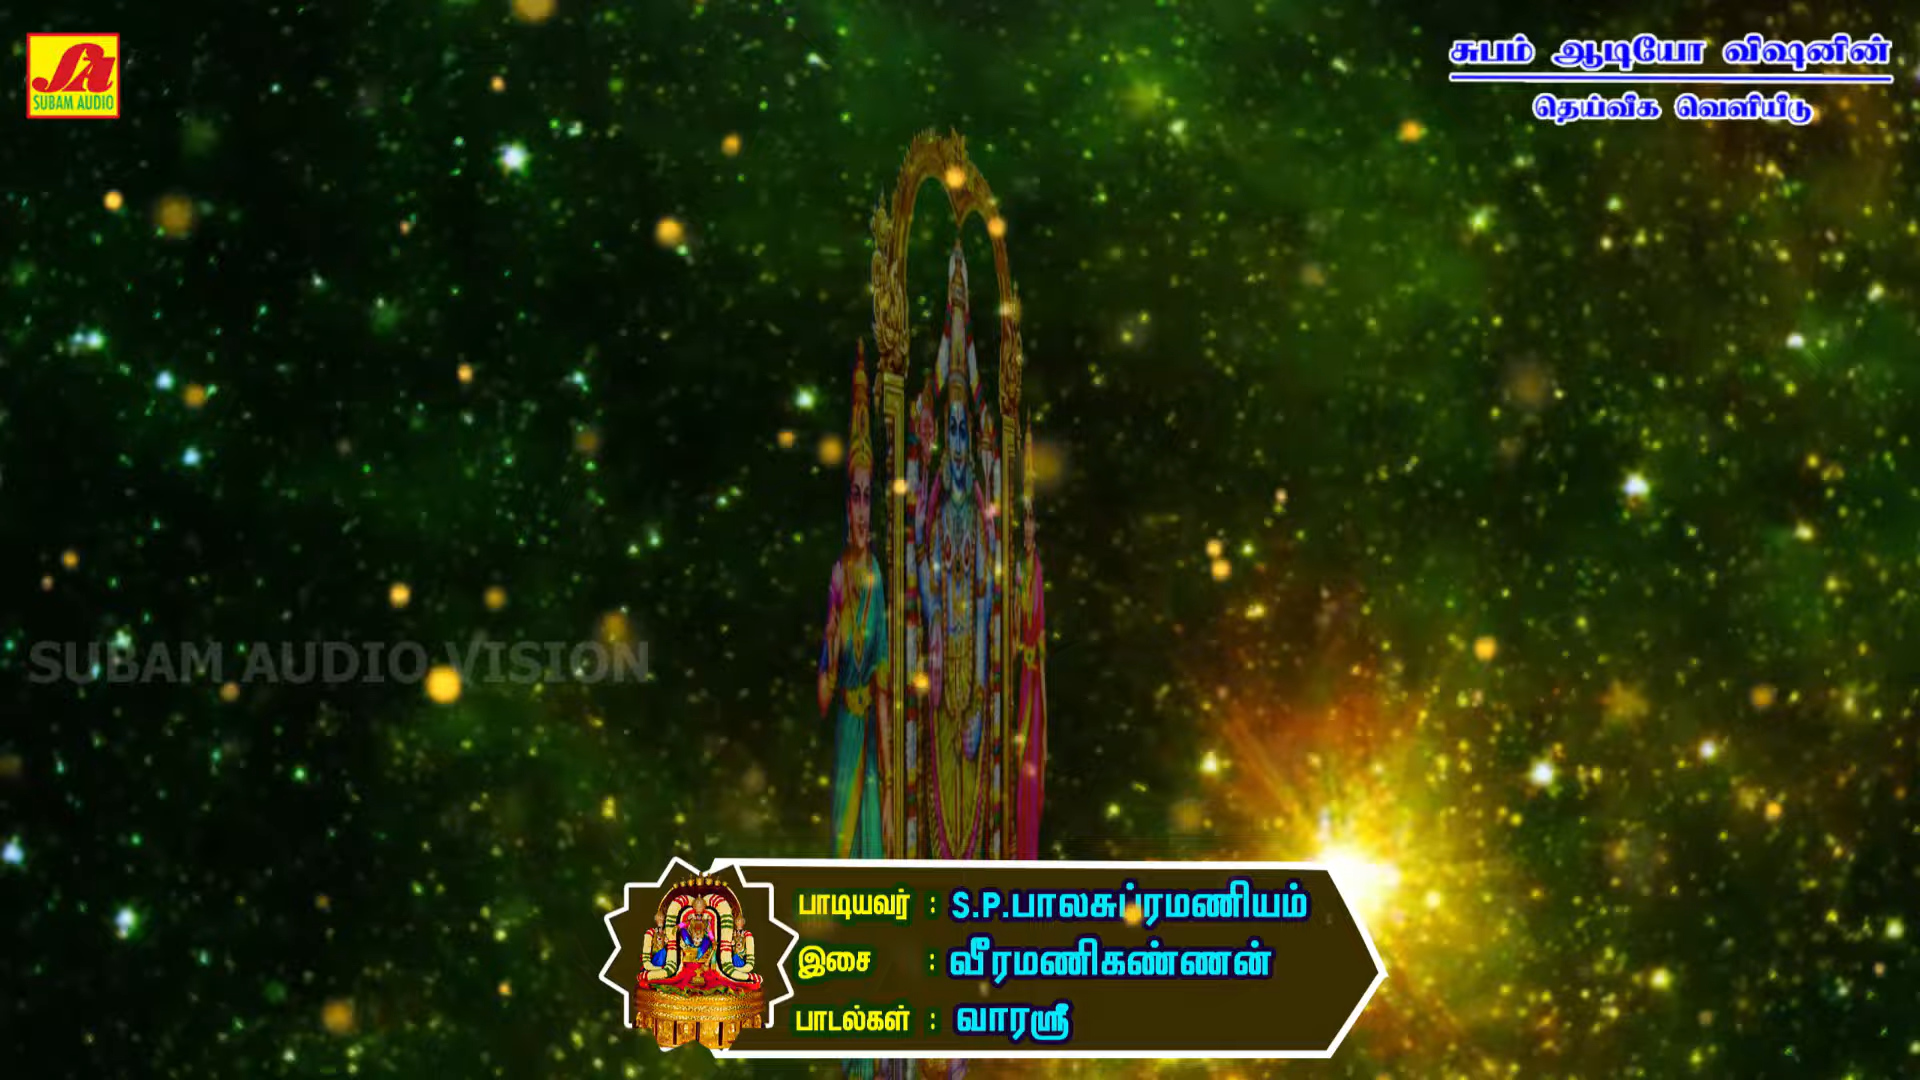 SUBAM AUDIO
சுபம் ஆடியோ விஷனின்
தெய்வீக வெளியீடு
SUBAM AUDIO VISION
பாடியவர் : S.P.பாலசுப்ரமணியம்
இசை : வீரமணிகண்ணன்
பாடல்கள் : வாரஸ்ரீ